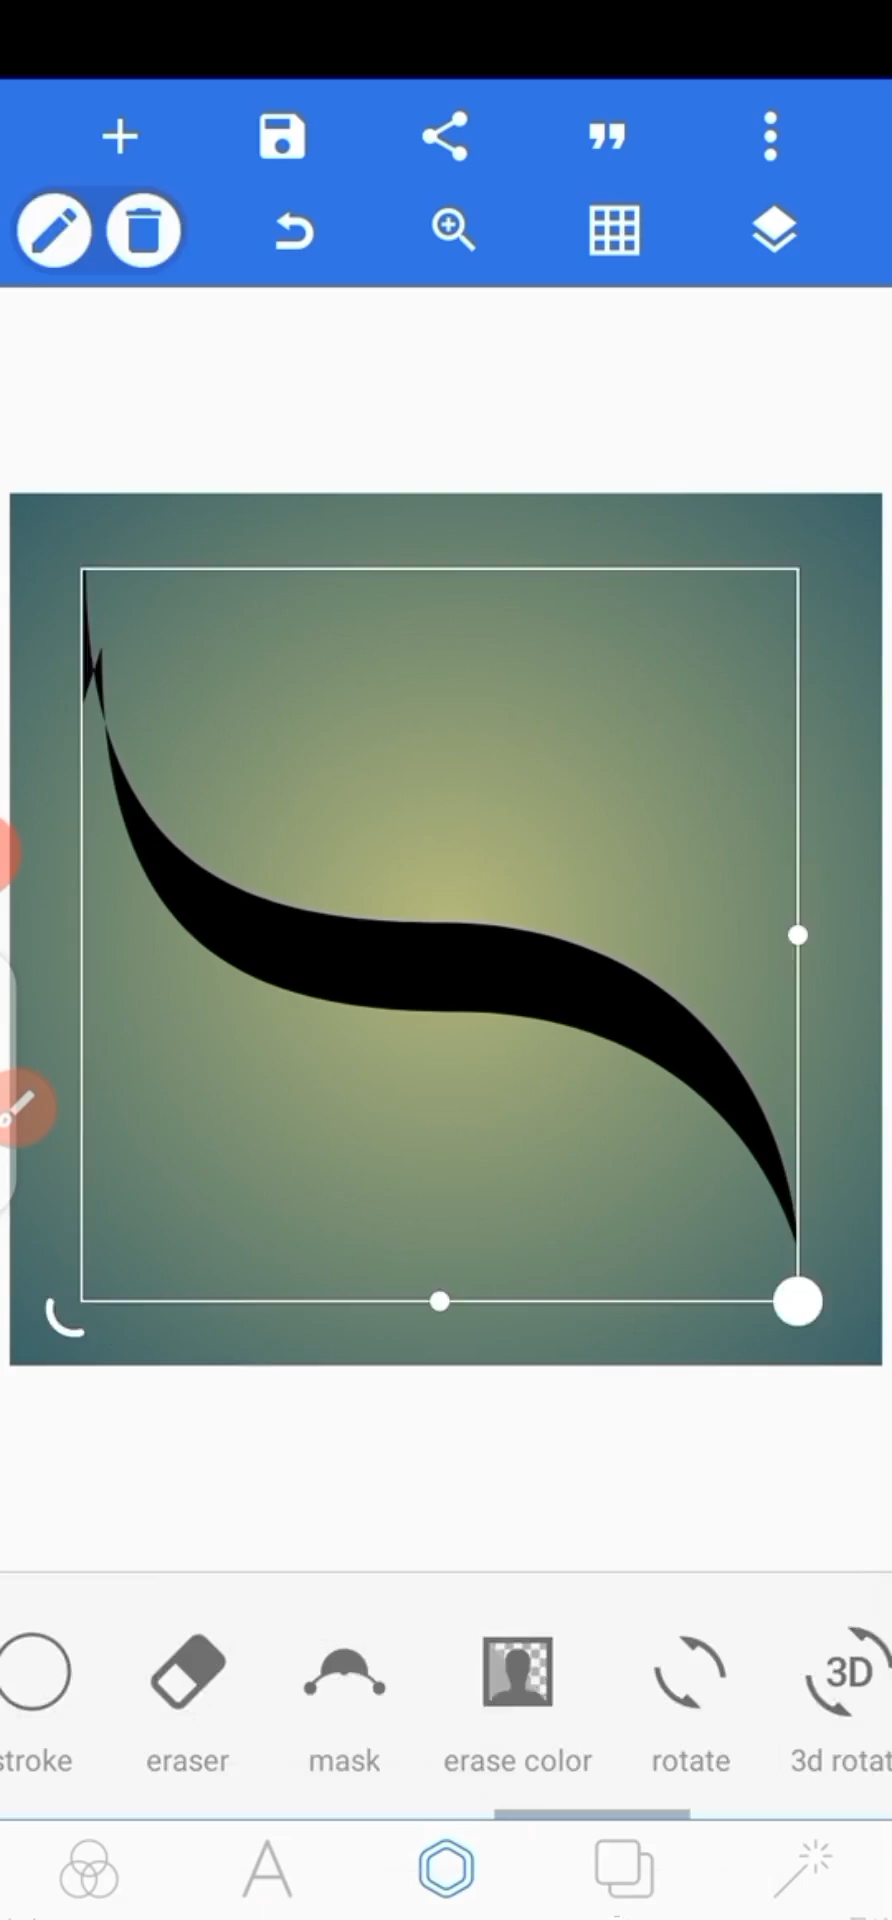 stroke
eraser
mask
erase color
rotate
3D
3d rotat